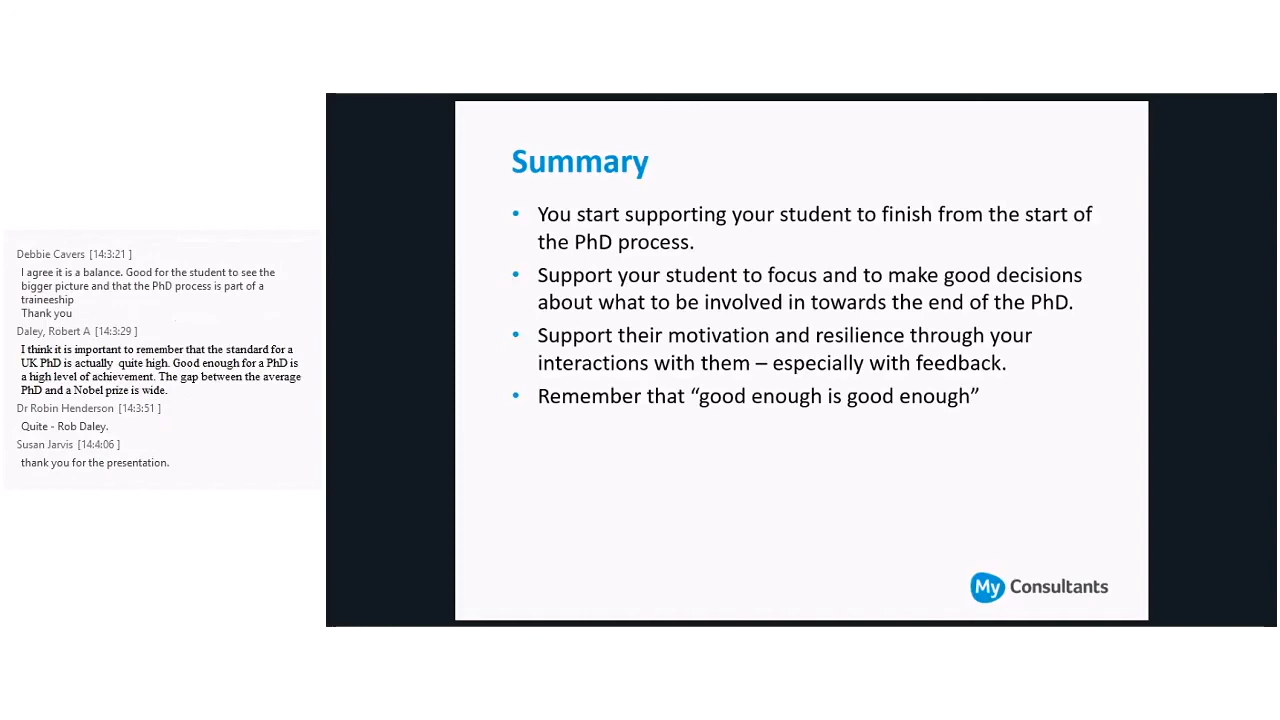 Debbie Cavers [14:3:21 ]
I agree it is a balance. Good for the student to see the
bigger picture and that the PhD process is part of a
traineeship
Thank you
Daley, Robert A [14:3:29 ]
I think it is important to remember that the standard for a
UK PhD is actually quite high. Good enough for a PhD is
a high level of achievement. The gap between the average
PhD and a Nobel prize is wide.
Dr Robin Henderson [14:3:51 ]
Quite - Rob Daley.
Susan Jarvis [14:4:06 ]
thank you for the presentation.
Summary
• You start supporting your student to finish from the start of
the PhD process.
• Support your student to focus and to make good decisions
about what to be involved in towards the end of the PhD.
• Support their motivation and resilience through your
interactions with them – especially with feedback.
• Remember that “good enough is good enough”
My Consultants